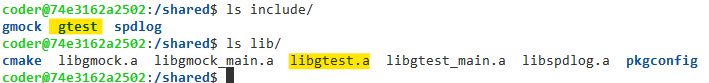 coder@74e3162a2502:/shared$ ls include/
gmock gtest spdlog
coder@74e3162a2502:/shared$ ls lib/
cmake libgmock.a libgmock_main.a libgtest.a libgtest_main.a libspdlog.a pkgconfig
coder@74e3162a2502:/shared$